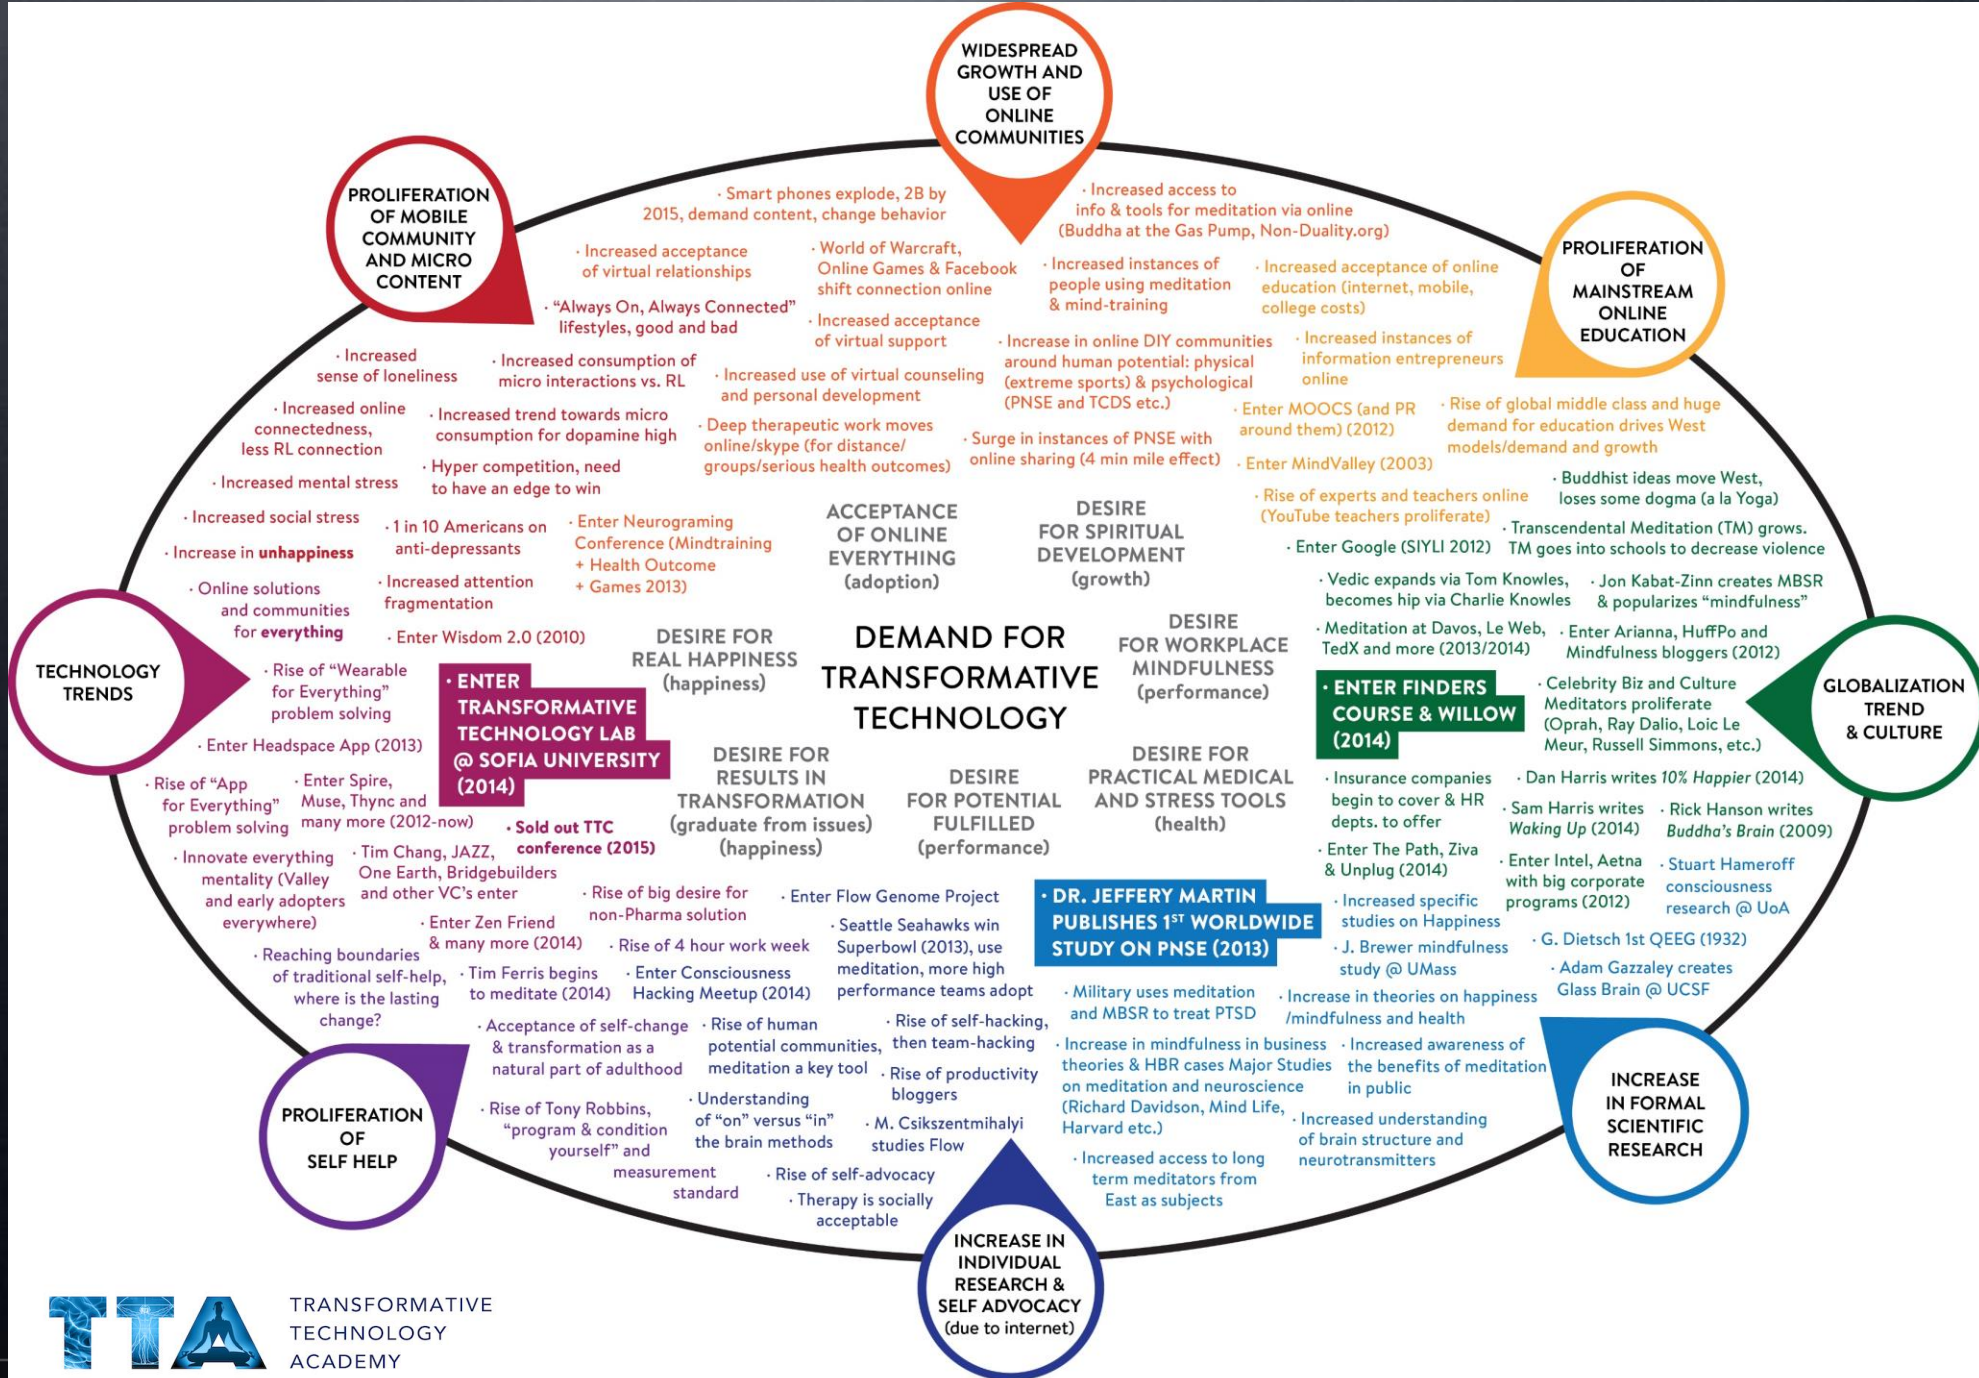 WIDESPREAD
GROWTH AND
USE OF
ONLINE
COMMUNITIES
PROLIFERATION
OF MOBILE
COMMUNITY
AND MICRO
CONTENT
PROLIFERATION
OF
MAINSTREAM
ONLINE
EDUCATION
TECHNOLOGY
TRENDS
GLOBALIZATION
TREND
& CULTURE
PROLIFERATION
OF
SELF HELP
INCREASE IN
INDIVIDUAL
RESEARCH &
SELF ADVOCACY
(due to internet)
INCREASE
IN FORMAL
SCIENTIFIC
RESEARCH
· Smart phones explode, 2B by
2015, demand content, change behavior
· Increased access to
info & tools for meditation via online
(Buddha at the Gas Pump, Non-Duality.org)
· Increased acceptance
of virtual relationships
· World of Warcraft,
Online Games & Facebook
shift connection online
· Increased instances of
people using meditation
& mind-training
· Increased acceptance
of virtual support
· Increase in online DIY communities
around human potential: physical
(extreme sports) & psychological
(PNSE and TCDS etc.)
· Increased use of virtual counseling
and personal development
· Deep therapeutic work moves
online/skype (for distance/
groups/serious health outcomes)
· Surge in instances of PNSE with
online sharing (4 min mile effect)
· Enter Neurograming
Conference (Mindtraining
+ Health Outcome
+ Games 2013)
· "Always On, Always Connected"
lifestyles, good and bad
· Increased
sense of loneliness
· Increased consumption of
micro interactions vs. RL
· Increased online
connectedness,
less RL connection
· Increased trend towards micro
consumption for dopamine high
· Hyper competition, need
to have an edge to win
· Increased mental stress
· Increased social stress
· 1 in 10 Americans on
anti-depressants
· Increase in unhappiness
· Increased attention
fragmentation
· Enter Wisdom 2.0 (2010)
· Increased acceptance of online
education (internet, mobile,
college costs)
· Increased instances of
information entrepreneurs
online
· Enter MOOCS (and PR
around them) (2012)
· Rise of global middle class and huge
demand for education drives West
models/demand and growth
· Enter MindValley (2003)
· Rise of experts and teachers online
(YouTube teachers proliferate)
· Buddhist ideas move West,
loses some dogma (a la Yoga)
· Transcendental Meditation (TM) grows.
TM goes into schools to decrease violence
· Enter Google (SIYLI 2012)
· Vedic expands via Tom Knowles,
becomes hip via Charlie Knowles
· Jon Kabat-Zinn creates MBSR
& popularizes "mindfulness"
· Meditation at Davos, Le Web,
TedX and more (2013/2014)
· Enter Arianna, HuffPo and
Mindfulness bloggers (2012)
· ENTER FINDERS
COURSE & WILLOW
(2014)
· Celebrity Biz and Culture
Meditators proliferate
(Oprah, Ray Dalio, Loic Le
Meur, Russell Simmons, etc.)
· Insurance companies
begin to cover & HR
depts. to offer
· Dan Harris writes 10% Happier (2014)
· Sam Harris writes
Waking Up (2014)
· Rick Hanson writes
Buddha's Brain (2009)
· Enter The Path, Ziva
& Unplug (2014)
· Enter Intel, Aetna
with big corporate
programs (2012)
ACCEPTANCE
OF ONLINE
EVERYTHING
(adoption)
DESIRE
FOR SPIRITUAL
DEVELOPMENT
(growth)
DESIRE FOR
REAL HAPPINESS
(happiness)
DEMAND FOR
TRANSFORMATIVE
TECHNOLOGY
DESIRE
FOR WORKPLACE
MINDFULNESS
(performance)
DESIRE FOR
RESULTS IN
TRANSFORMATION
(graduate from issues)
(happiness)
DESIRE
FOR POTENTIAL
FULFILLED
(performance)
DESIRE FOR
PRACTICAL MEDICAL
AND STRESS TOOLS
(health)
· Online solutions
and communities
for everything
· Rise of "Wearable
for Everything"
problem solving
· ENTER
TRANSFORMATIVE
TECHNOLOGY LAB
@ SOFIA UNIVERSITY
(2014)
· Enter Headspace App (2013)
· Rise of "App
for Everything"
problem solving
· Enter Spire,
Muse, Thync and
many more (2012-now)
· Sold out TTC
conference (2015)
· Innovate everything
mentality (Valley
and early adopters
everywhere)
· Tim Chang, JAZZ,
One Earth, Bridgebuilders
and other VC's enter
· Rise of big desire for
non-Pharma solution
· Enter Zen Friend
& many more (2014)
· Reaching boundaries
of traditional self-help,
where is the lasting
change?
· Tim Ferris begins
to meditate (2014)
· Acceptance of self-change
& transformation as a
natural part of adulthood
· Rise of Tony Robbins,
"program & condition
yourself" and
measurement
standard
· Enter Flow Genome Project
· Rise of 4 hour work week
· Seattle Seahawks win
Superbowl (2013), use
meditation, more high
performance teams adopt
· Enter Consciousness
Hacking Meetup (2014)
· Rise of human
potential communities,
meditation a key tool
· Rise of self-hacking,
then team-hacking
· Rise of productivity
bloggers
· Understanding
of "on" versus "in"
the brain methods
· M. Csikszentmihalyi
studies Flow
· Rise of self-advocacy
· Therapy is socially
acceptable
· DR. JEFFERY MARTIN
PUBLISHES 1ST WORLDWIDE
STUDY ON PNSE (2013)
· Increased specific
studies on Happiness
· Stuart Hameroff
consciousness
research @ UoA
· J. Brewer mindfulness
study @ UMass
· G. Dietsch 1st QEEG (1932)
· Adam Gazzaley creates
Glass Brain @ UCSF
· Military uses meditation
and MBSR to treat PTSD
· Increase in theories on happiness
/mindfulness and health
· Increase in mindfulness in business
theories & HBR cases Major Studies
on meditation and neuroscience
(Richard Davidson, Mind Life,
Harvard etc.)
· Increased awareness of
the benefits of meditation
in public
· Increased understanding
of brain structure and
neurotransmitters
· Increased access to long
term meditators from
East as subjects
TTA
TRANSFORMATIVE
TECHNOLOGY
ACADEMY